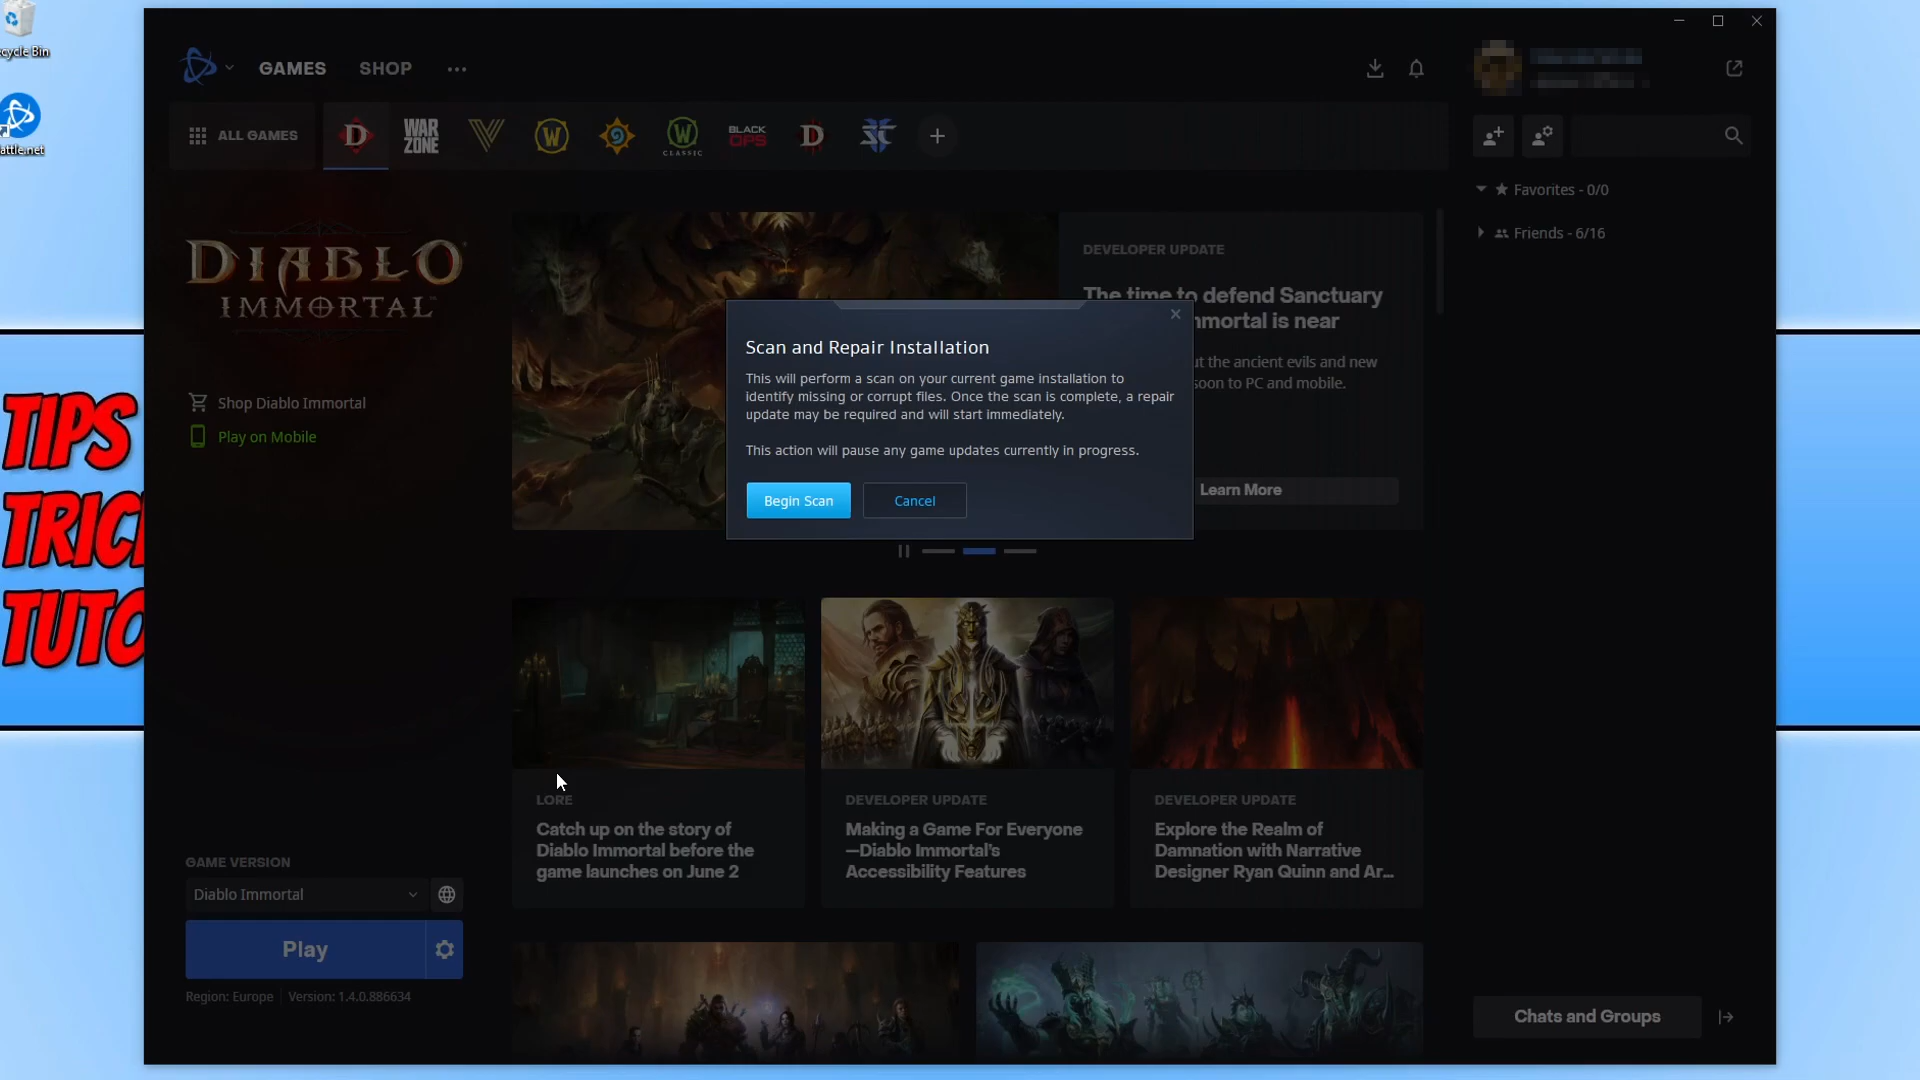 ecycle Bin
attle.net
TIPS
TRIC
TUTO
GAMES
SHOP
ALL GAMES
WAR
ZONE
W
W
CLASSIC
BLACK
OPS
D
D
DIABLO
IMMORTAL
Shop Diablo Immortal
Play on Mobile
DEVELOPER UPDATE
The time to defend Sanctuary
mmortal is near
ut the ancient evils and new
soon to PC and mobile.
Learn More
Scan and Repair Installation
This will perform a scan on your current game installation to
identify missing or corrupt files. Once the scan is complete, a repair
update may be required and will start immediately.
This action will pause any game updates currently in progress.
Begin Scan
Cancel
LORE
Catch up on the story of
Diablo Immortal before the
game launches on June 2
DEVELOPER UPDATE
Making a Game For Everyone
—Diablo Immortal's
Accessibility Features
DEVELOPER UPDATE
Explore the Realm of
Damnation with Narrative
Designer Ryan Quinn and Ar...
GAME VERSION
Diablo Immortal
Play
Region: Europe
Version: 1.4.0.886634
Favorites - 0/0
Friends - 6/16
Chats and Groups